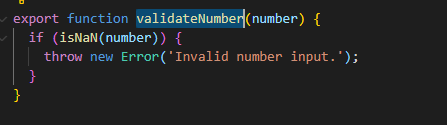 export function validateNumber(number) {
if (isNaN(number)) {
throw new Error('Invalid number input.');
}
}